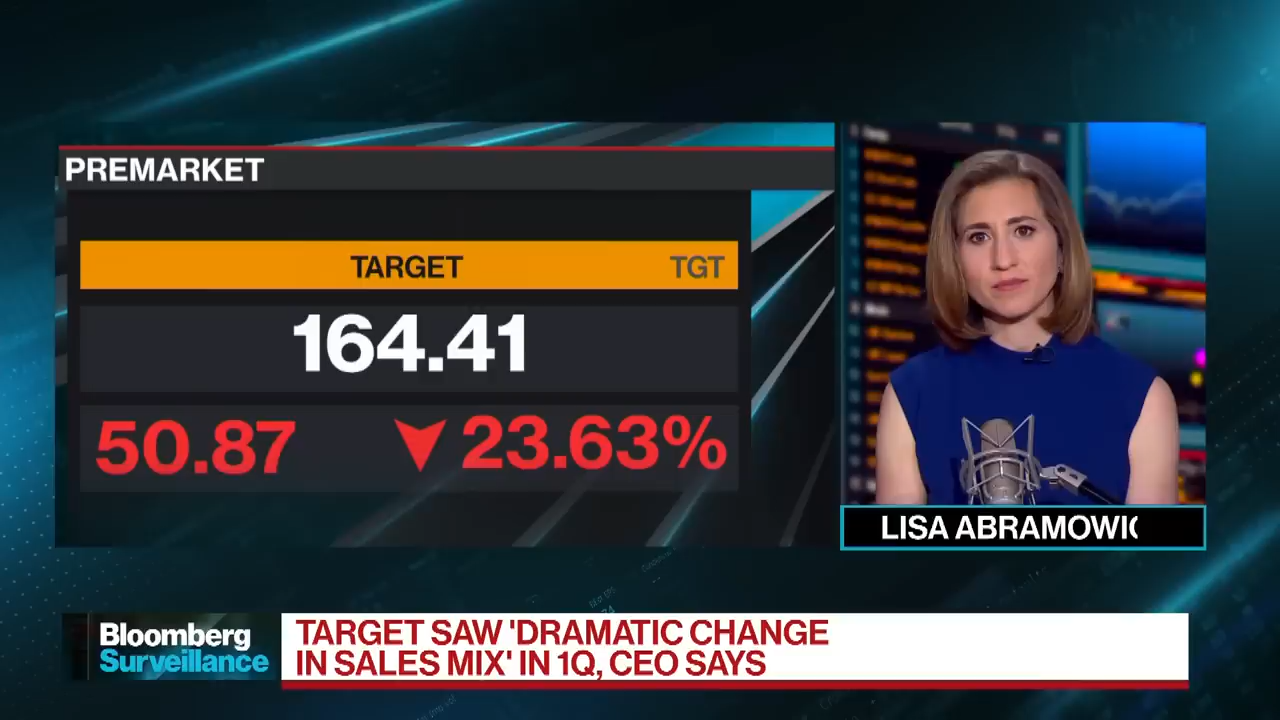 PREMARKET
TARGET TGT
164.41
50.87 23.63%
LISA ABRAMOWIC
Bloomberg
Surveillance
TARGET SAW 'DRAMATIC CHANGE
IN SALES MIX' IN 1Q, CEO SAYS